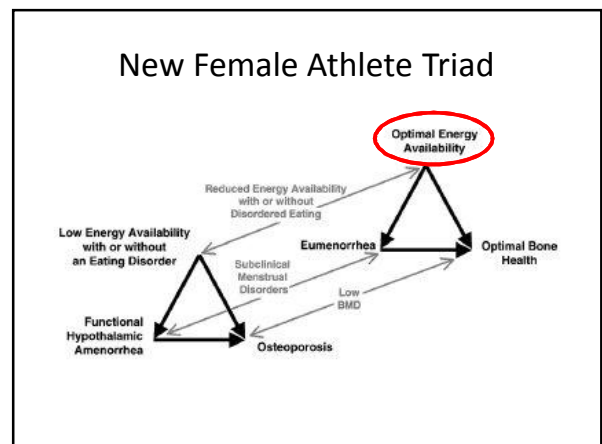 New Female Athlete Triad
Optimal Energy
Availability
Reduced Energy Availability
with or without
Disordered Eating
Low Energy Availability
with or without
an Eating Disorder
Eumenorrhea
Optimal Bone
Health
Subclinical
Menstrual
Disorders
Low
BMD
Functional
Hypothalamic
Amenorrhea
Osteoporosis